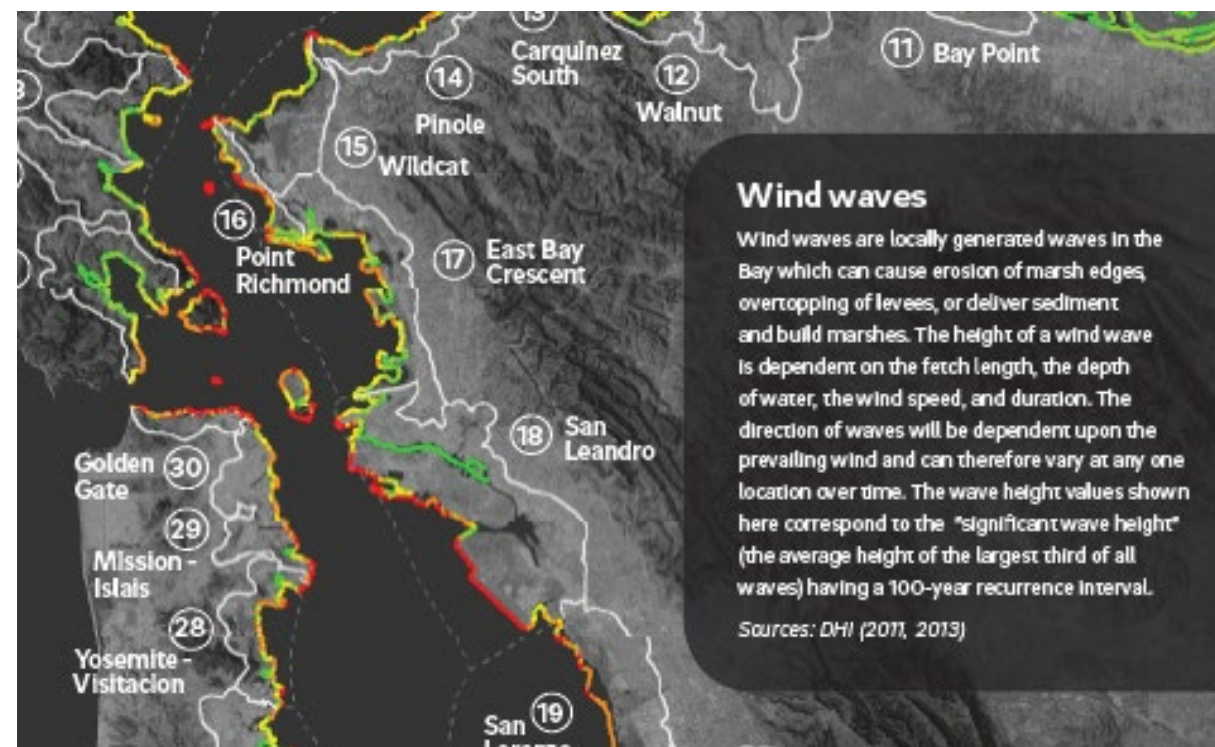 13
Carquinez
South
11 Bay Point
14
Pinole
12
Walnut
15
Wildcat
16
Point
Richmond
17 East Bay
Crescent
18 San
Leandro
Golden 30
Gate
29
Mission -
Islais
28
Yosemite -
Visitacion
San 19
Wind waves
Wind waves are locally generated waves in the
Bay which can cause erosion of marsh edges,
overtopping of levees, or deliver sediment
and build marshes. The height of a wind wave
is dependent on the fetch length, the depth
of water, the wind speed, and duration. The
direction of waves will be dependent upon the
prevailing wind and can therefore vary at any one
location over time. The wave height values shown
here correspond to the "significant wave height"
(the average height of the largest third of all
waves) having a 100-year recurrence interval.
Sources: DHI (2011, 2013)